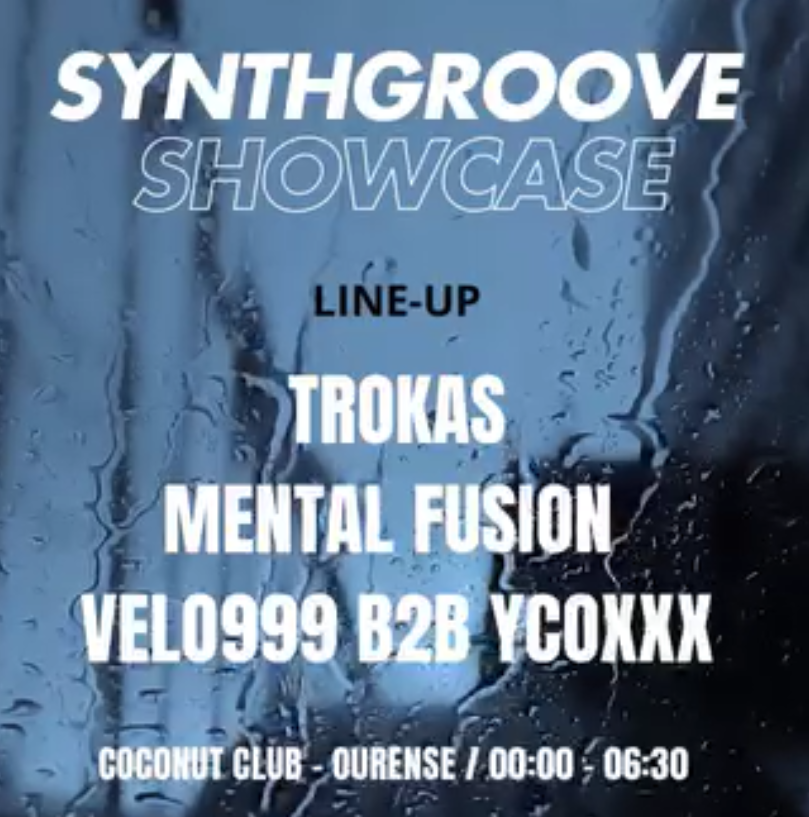 SYNTHGROOVE
SHOWCASE
LINE-UP
TROKAS
MENTAL FUSION
VELO999 B2B YCOXXX
COCONUT CLUB - OURENSE / 00:00 - 06:30